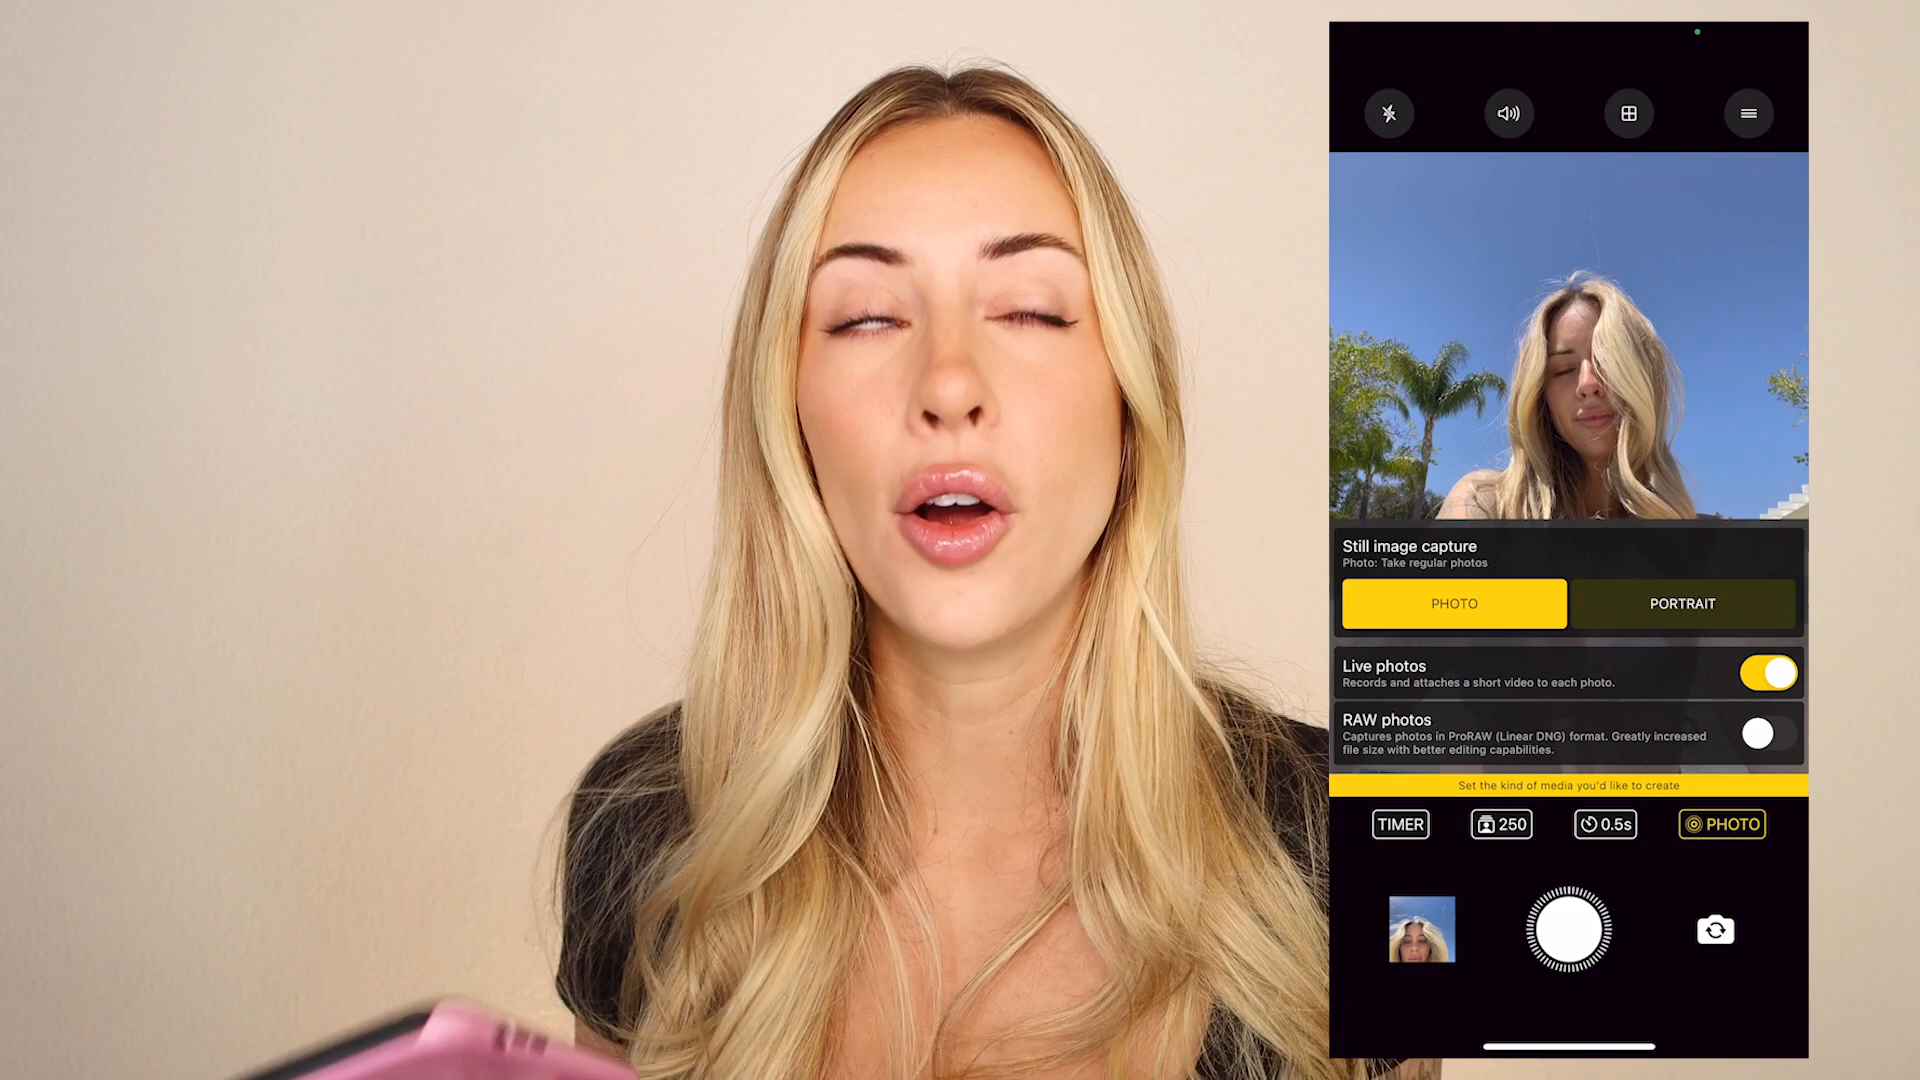 Still image capture
Photo: Take regular photos
PHOTO PORTRAIT
Live photos
Records and attaches a short video to each photo.
RAW photos
Captures photos in ProRAW (Linear DNG) format. Greatly increased
file size with better editing capabilities.
Set the kind of media you'd like to create
TIMER 250 0.5s PHOTO